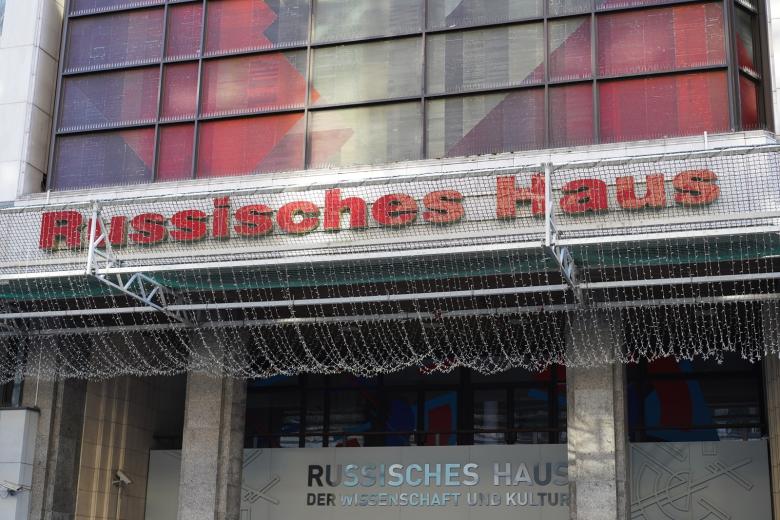 Russisches Haus
RUSSISCHES HAUS
DER WISSENSCHAFT UND KULTUR